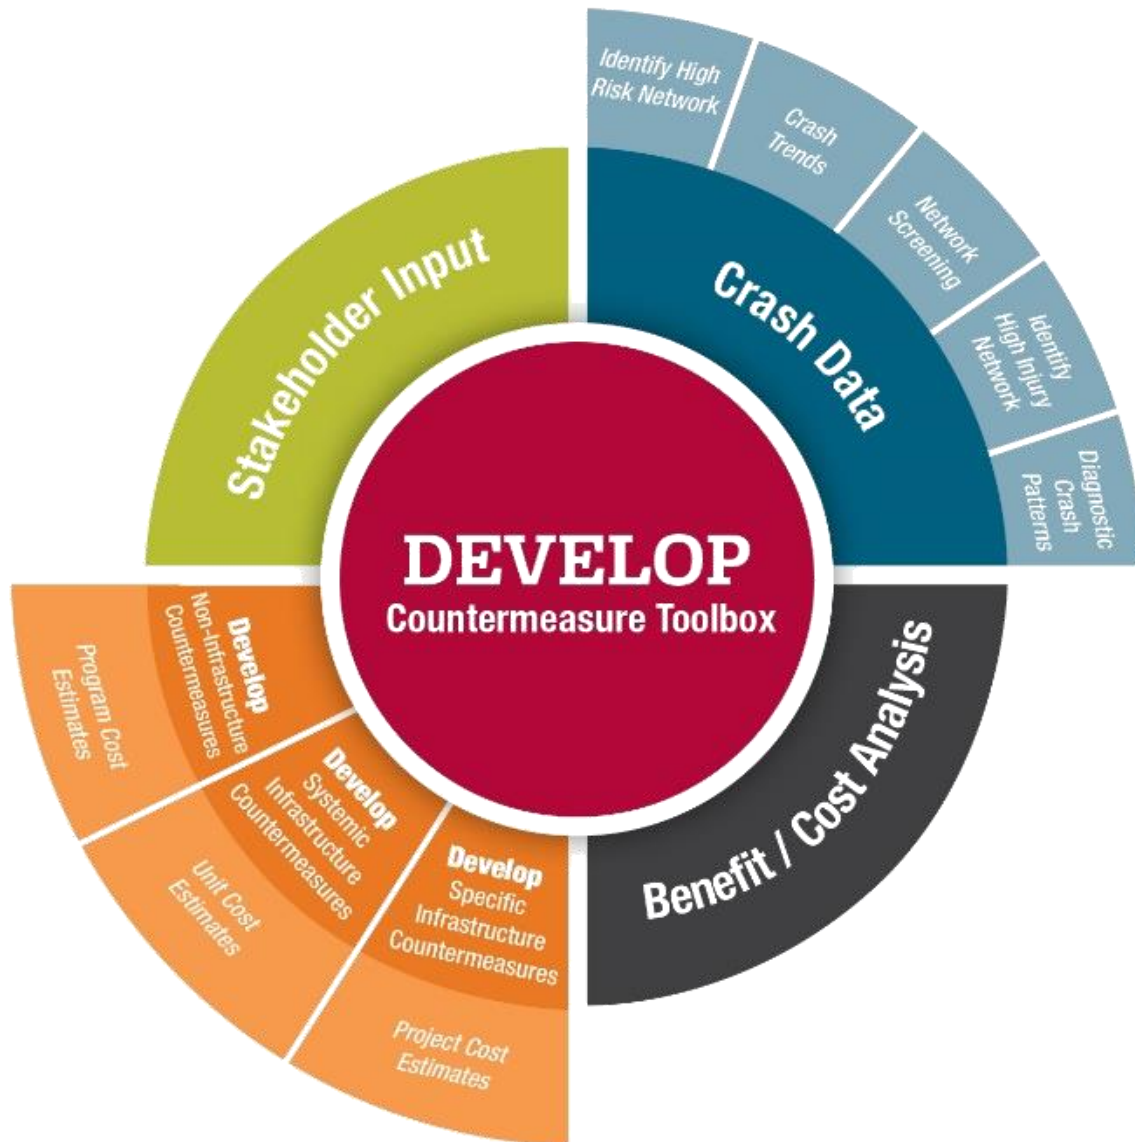 Identify High
Risk Network
Crash
Trends
Network
Screening
Identify
High Injury
Network
Diagnostic
Crash
Patterns
Stakeholder Input
Crash Data
DEVELOP
Countermeasure Toolbox
Develop
Non-Infrastructure
Countermeasures
Program Cost
Estimates
Develop
Systemic
Infrastructure
Countermeasures
Unit Cost
Estimates
Develop
Specific
Infrastructure
Countermeasures
Project Cost
Estimates
Benefit / Cost Analysis